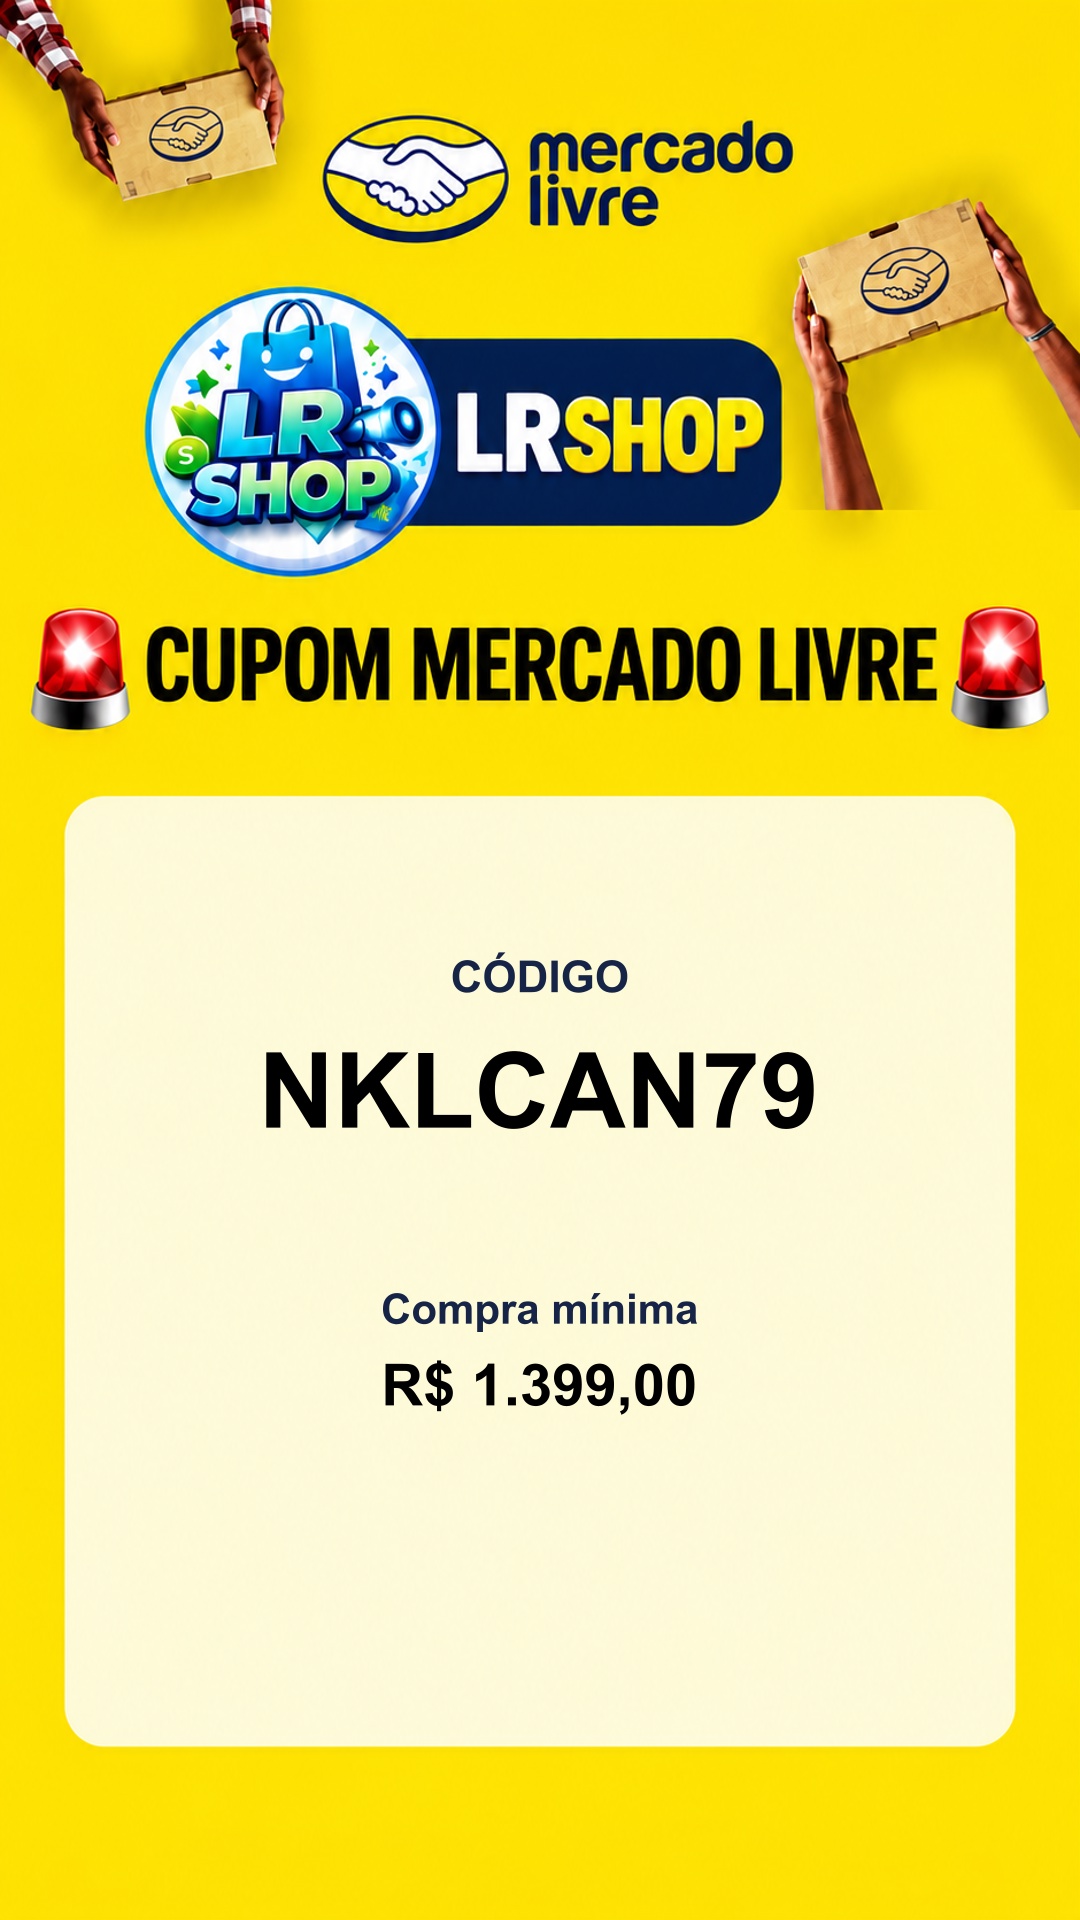 mercado
livre
LR
SHOP
S
LRSHOP
CUPOM MERCADO LIVRE
CÓDIGO
NKLCAN79
Compra mínima
R$ 1.399,00